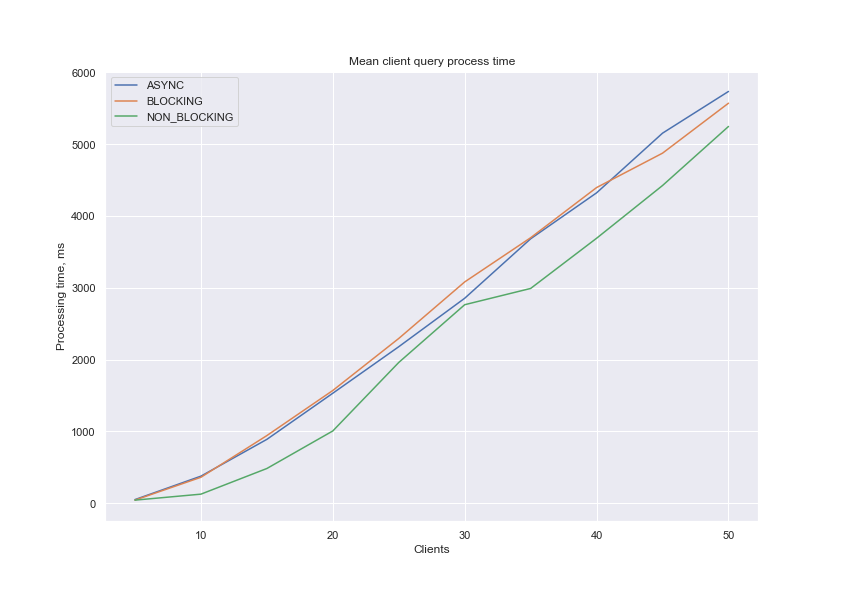 Mean client query process time
ASYNC
BLOCKING
NON_BLOCKING
6000
5000
4000
3000
2000
1000
0
Processing time, ms
10 20 30 40 50
Clients